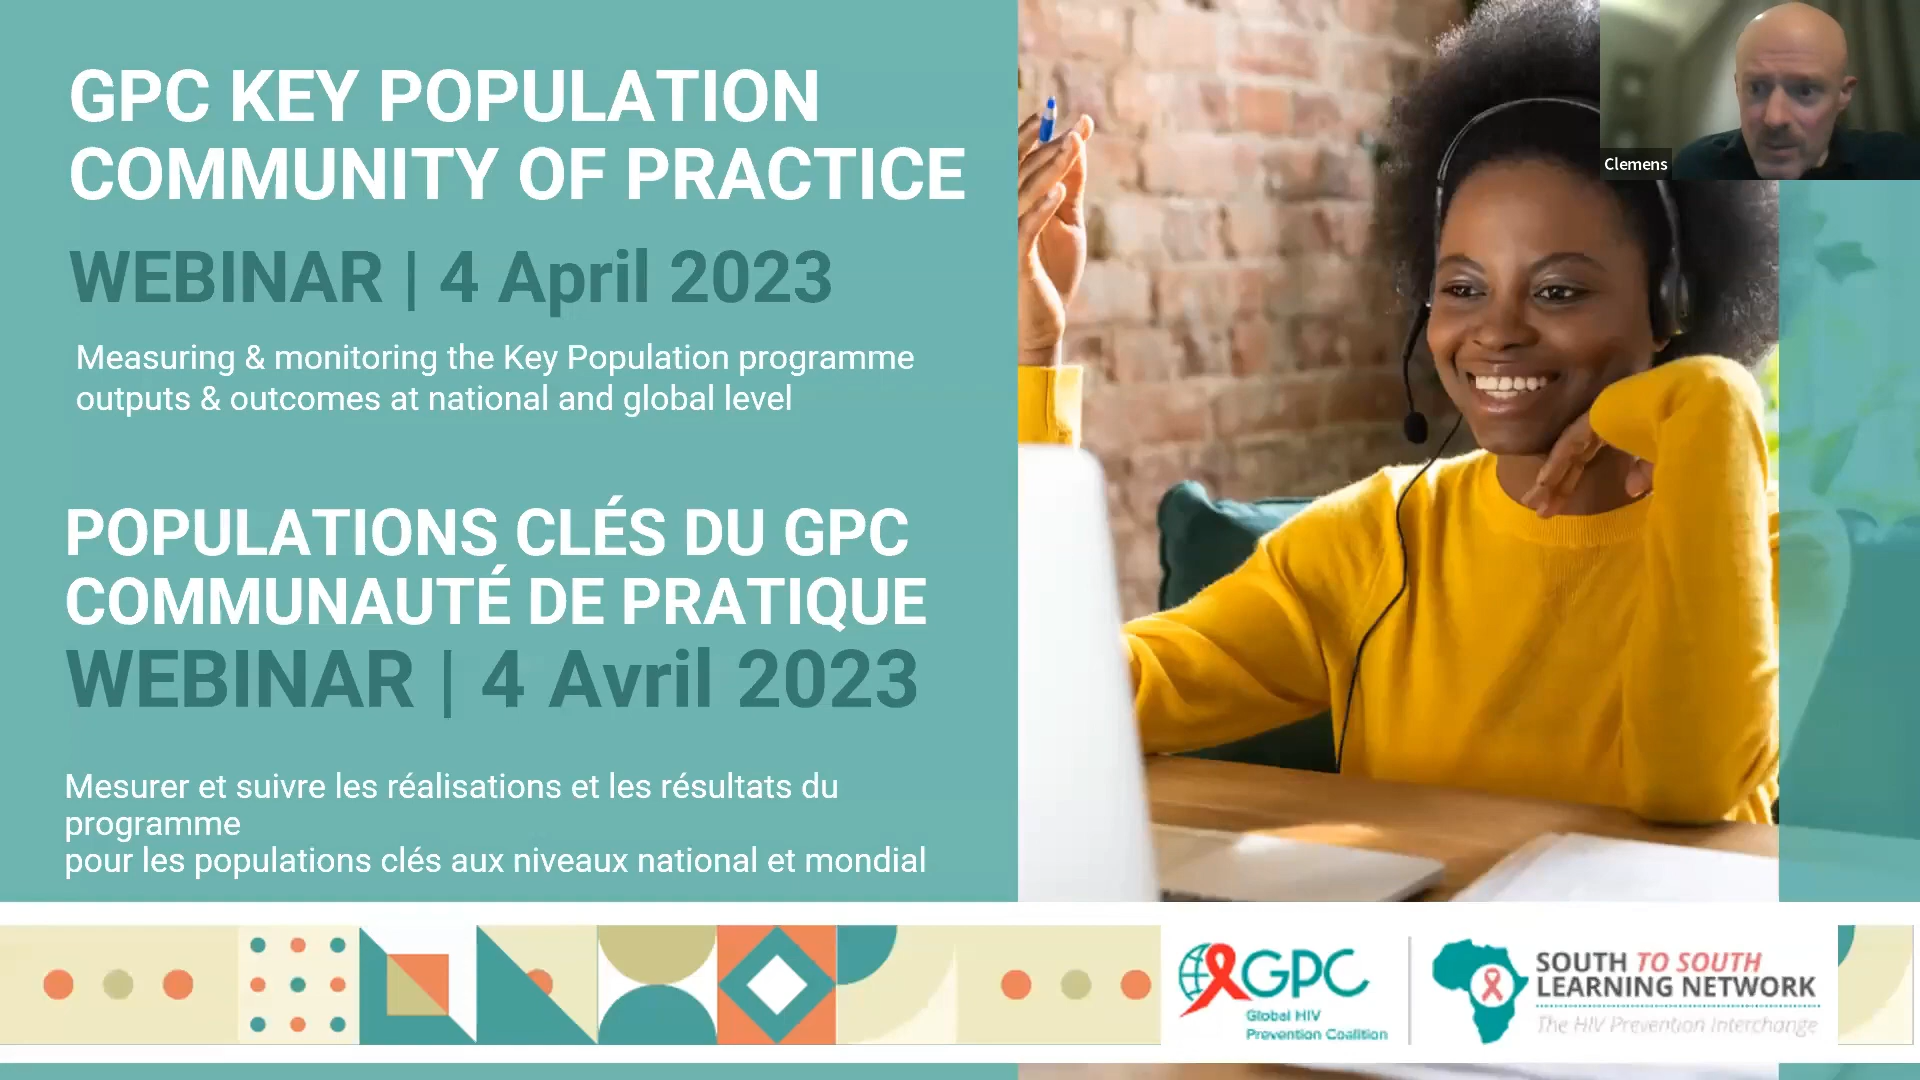 GPC KEY POPULATION
COMMUNITY OF PRACTICE
WEBINAR | 4 April 2023
Measuring & monitoring the Key Population programme
outputs & outcomes at national and global level
POPULATIONS CLÉS DU GPC
COMMUNAUTÉ DE PRATIQUE
WEBINAR | 4 Avril 2023
Mesurer et suivre les réalisations et les résultats du
programme
pour les populations clés aux niveaux national et mondial
Clemens
GPC
Global HIV
Prevention Coalition
SOUTH TO SOUTH
LEARNING NETWORK
The HIV Prevention Interchange